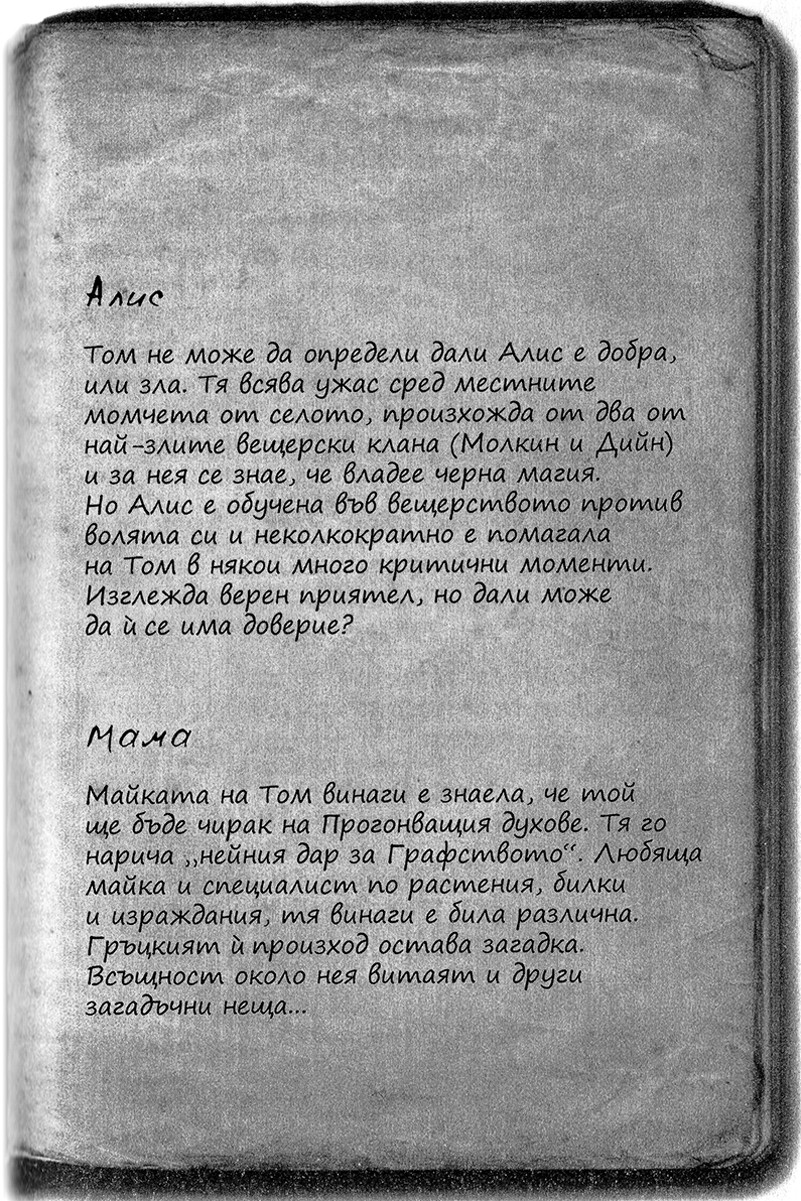 Алис
Том не може да определи дали Алис е добра,
или зла. Тя всява ужас сред местните
момчета от селото, произхожда от два от
най-злите вещерски клана (Молкин и Дийн)
и за нея се знае, че владее черна магия.
Но Алис е обучена във вещерството против
волята си и неколкократно е помагала
на Том в някои много критични моменти.
Изглежда верен приятел, но дали може
да ѝ се има доверие?
Мама
Майката на Том винаги е знаела, че той
ще бъде чирак на Прогонващия духове. Тя го
нарича „нейния дар за Графството“. Любяща
майка и специалист по растения, билки
и израждания, тя винаги е била различна.
Гръцкият ѝ произход остава загадка.
Всъщност около нея витаят и други
загадъчни неща...